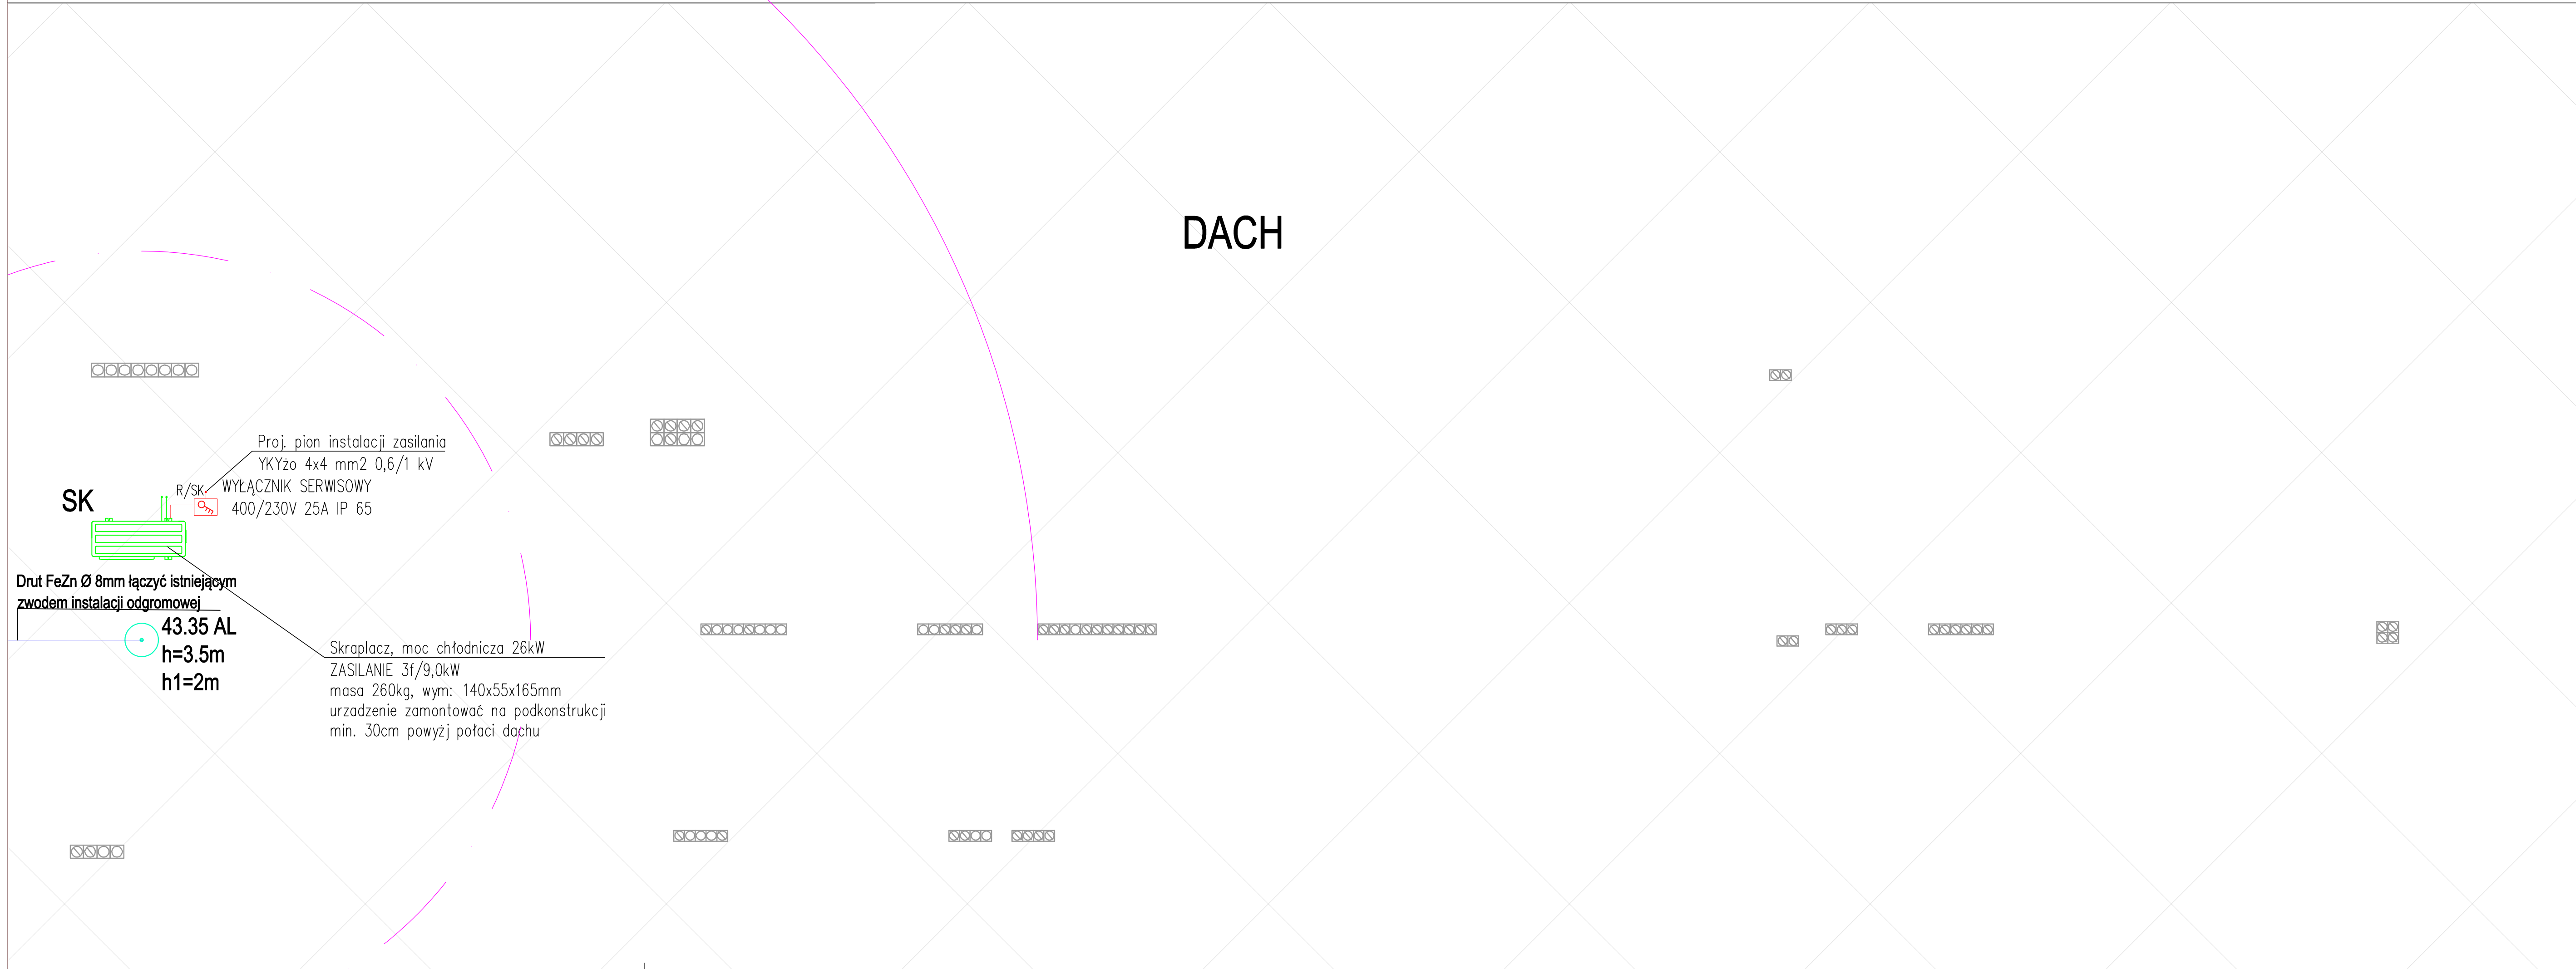 DACH
Proj. pion instalacji zasilania
YKYżo 4x4 mm2 0,6/1 kV
R/SK
WYŁĄCZNIK SERWISOWY
400/230V 25A IP 65
SK
Drut FeZn Ø 8mm łączyć istniejącym
zwodem instalacji odgromowej
43.35 AL
h=3.5m
h1=2m
Skraplacz, moc chłodnicza 26kW
ZASILANIE 3f/9,0kW
masa 260kg, wym: 140x55x165mm
urzadzenie zamontować na podkonstrukcji
min. 30cm powyżj połaci dachu